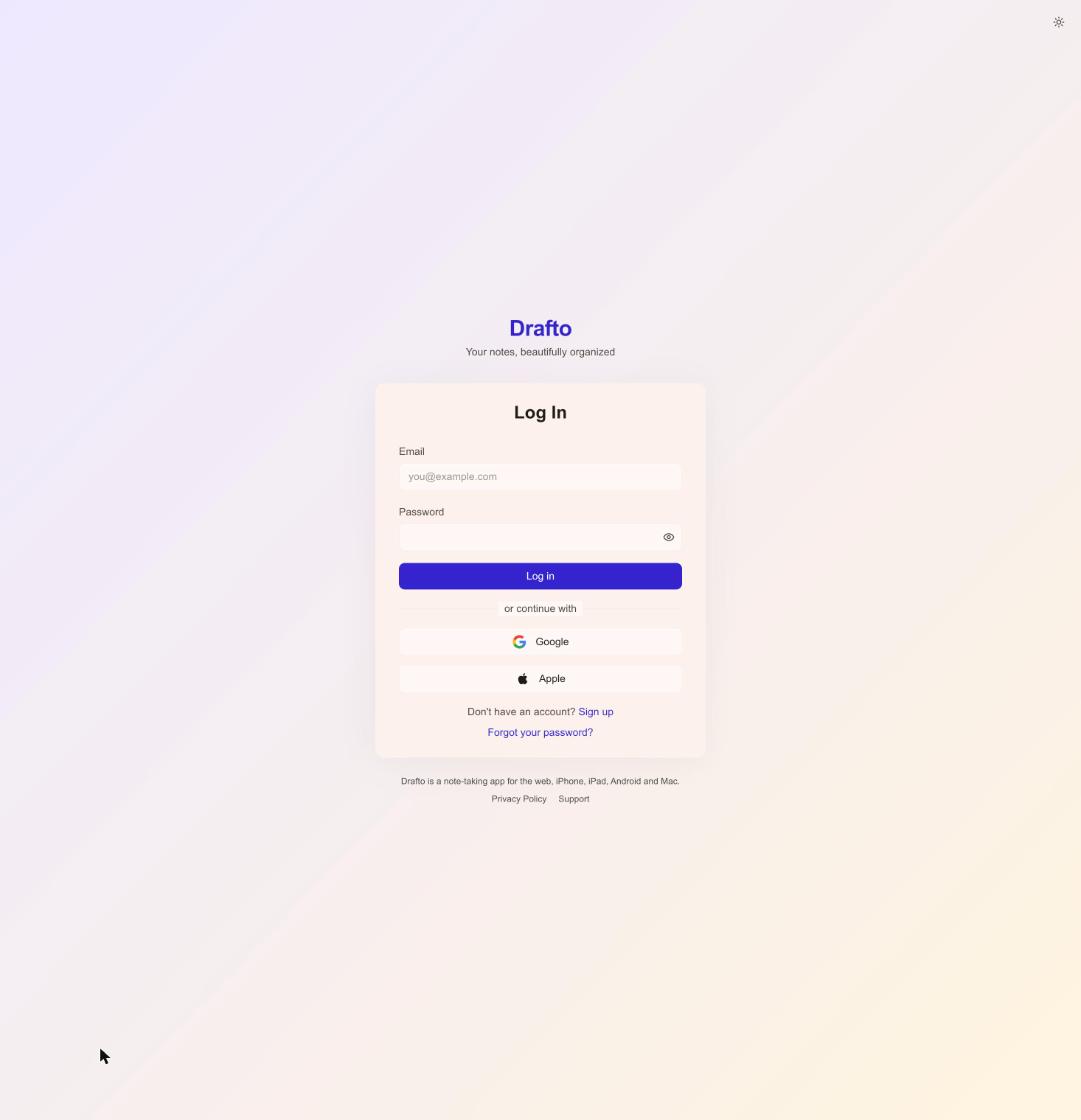 Drafto
Your notes, beautifully organized
Log In
Email
you@example.com
Password
Log in
or continue with
Google
Apple
Don't have an account? Sign up
Forgot your password?
Drafto is a note-taking app for the web, iPhone, iPad, Android and Mac.
Privacy Policy Support